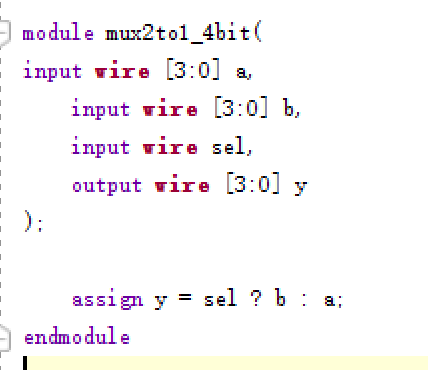 module mux2to1_4bit(
input wire [3:0] a,
    input wire [3:0] b,
    input wire sel,
    output wire [3:0] y
);

    assign y = sel ? b : a;
endmodule